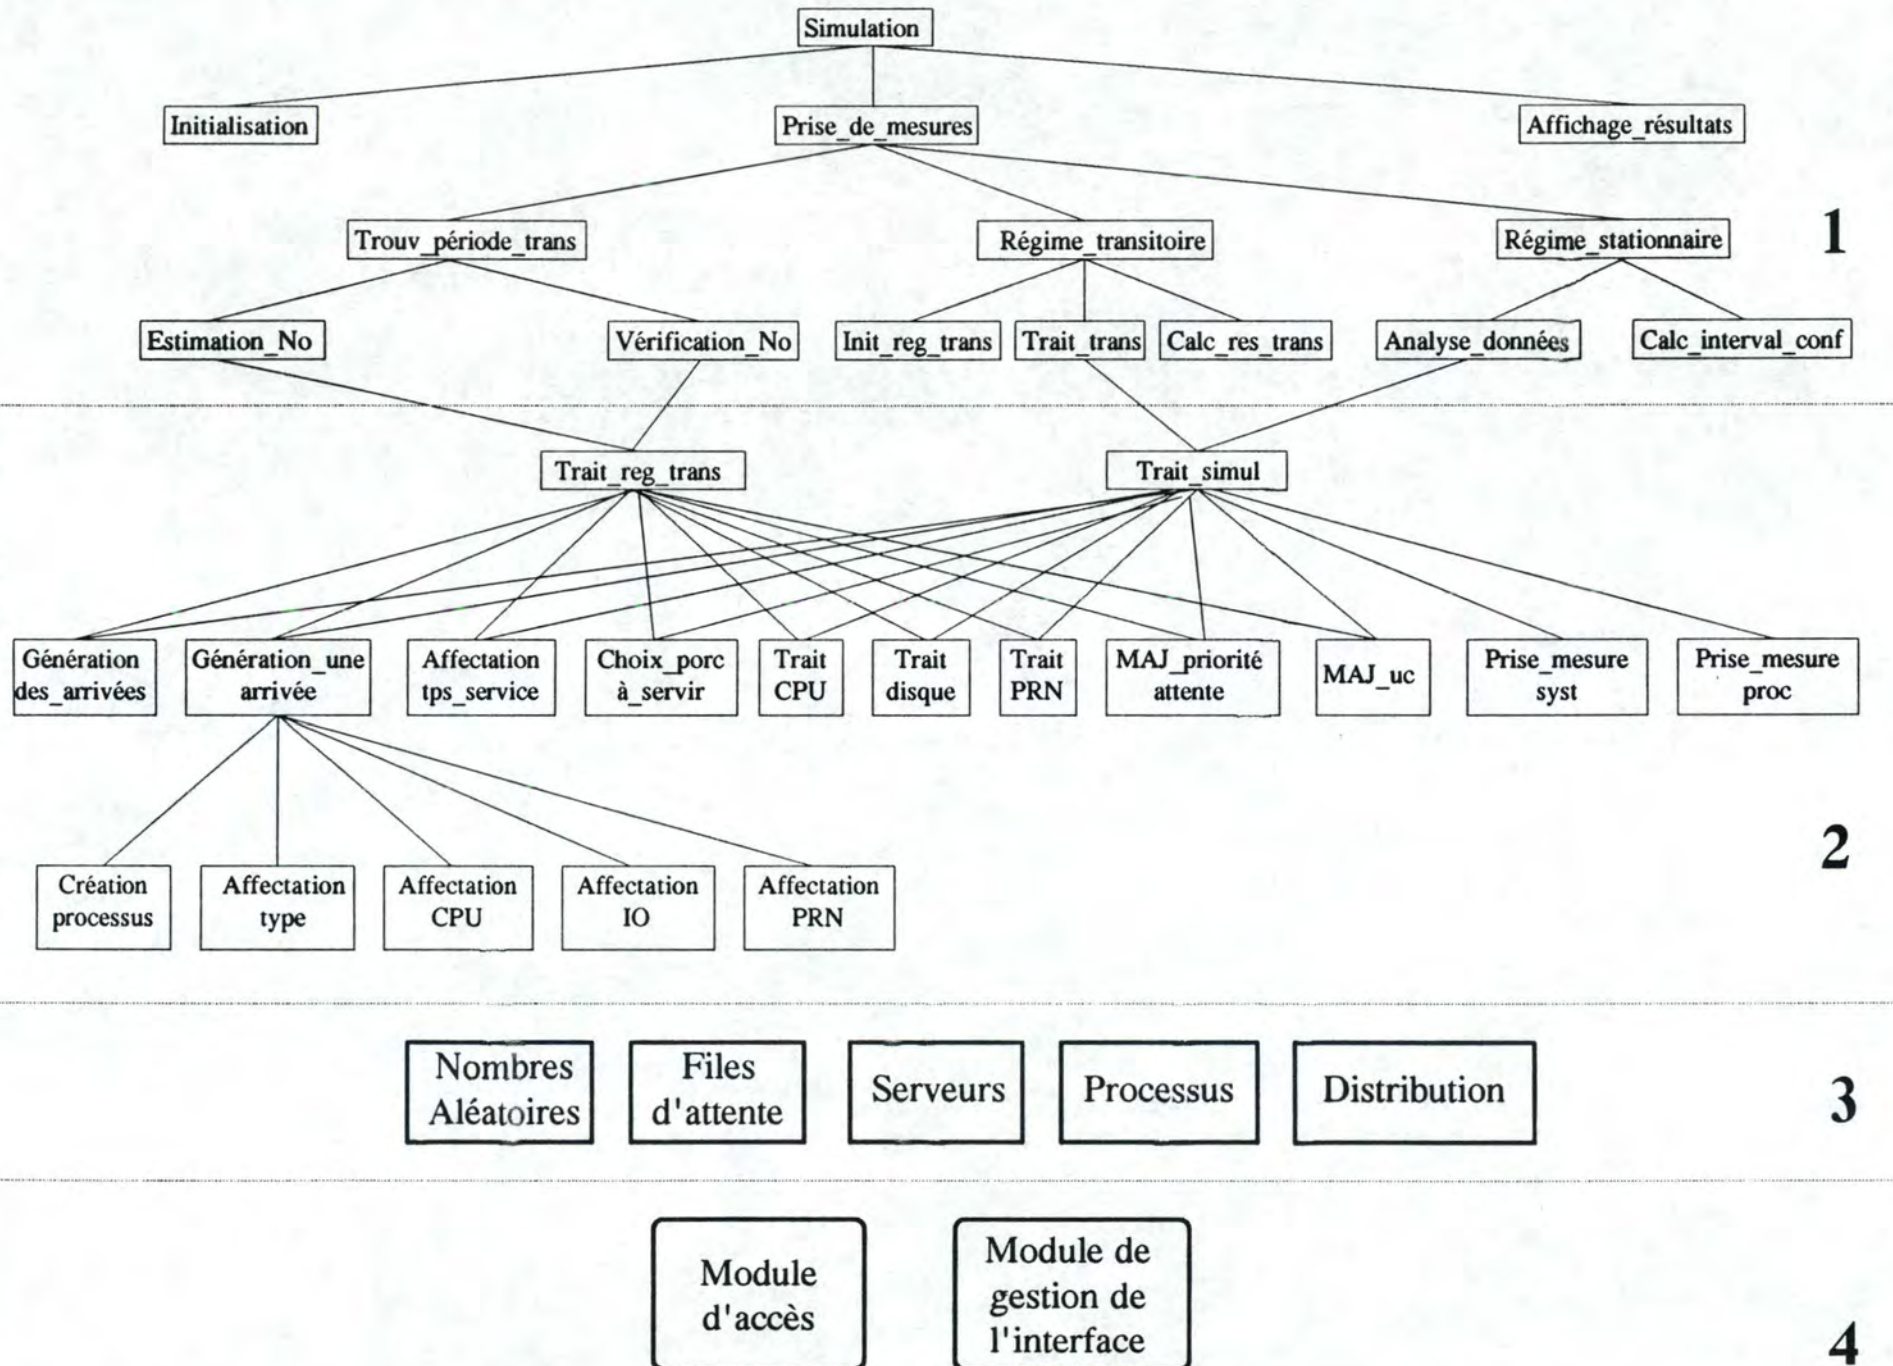 Simulation
Initialisation
Prise_de_mesures
Affichage_résultats
Trouv_période_trans
Régime_transitoire
Régime_stationnaire
1
Estimation_No
Vérification_No
Init_reg_trans
Trait_trans
Calc_res_trans
Analyse_données
Calc_interval_conf
Trait_reg_trans
Trait_simul
Génération
des_arrivées
Génération_une
arrivée
Affectation
tps_service
Choix_porc
à_servir
Trait
CPU
Trait
disque
Trait
PRN
MAJ_priorité
attente
MAJ_uc
Prise_mesure
syst
Prise_mesure
proc
2
Création
processus
Affectation
type
Affectation
CPU
Affectation
IO
Affectation
PRN
Nombres
Aléatoires
Files
d'attente
Serveurs
Processus
Distribution
3
Module
d'accès
Module de
gestion de
l'interface
4